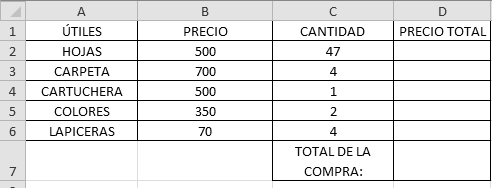 A B C D
1 ÚTILES PRECIO CANTIDAD PRECIO TOTAL
2 HOJAS 500 47
3 CARPETA 700 4
4 CARTUCHERA 500 1
5 COLORES 350 2
6 LAPICERAS 70 4
TOTAL DE LA
7 COMPRA: